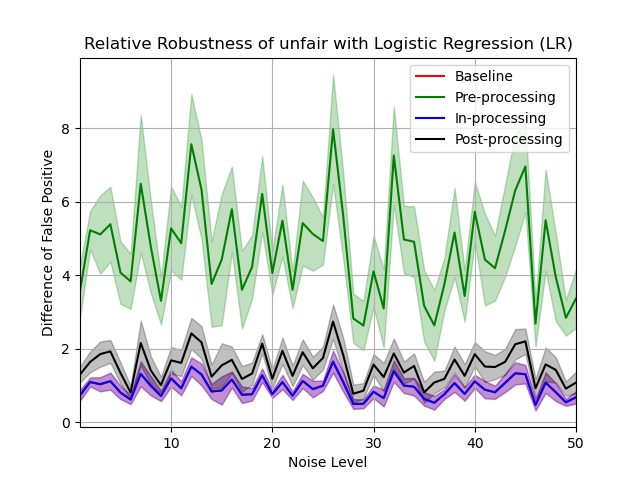 Relative Robustness of unfair with Logistic Regression (LR)
Baseline
Pre-processing
In-processing
Post-processing
Difference of False Positive
8
6
4
2
0
10
20
30
40
50
Noise Level